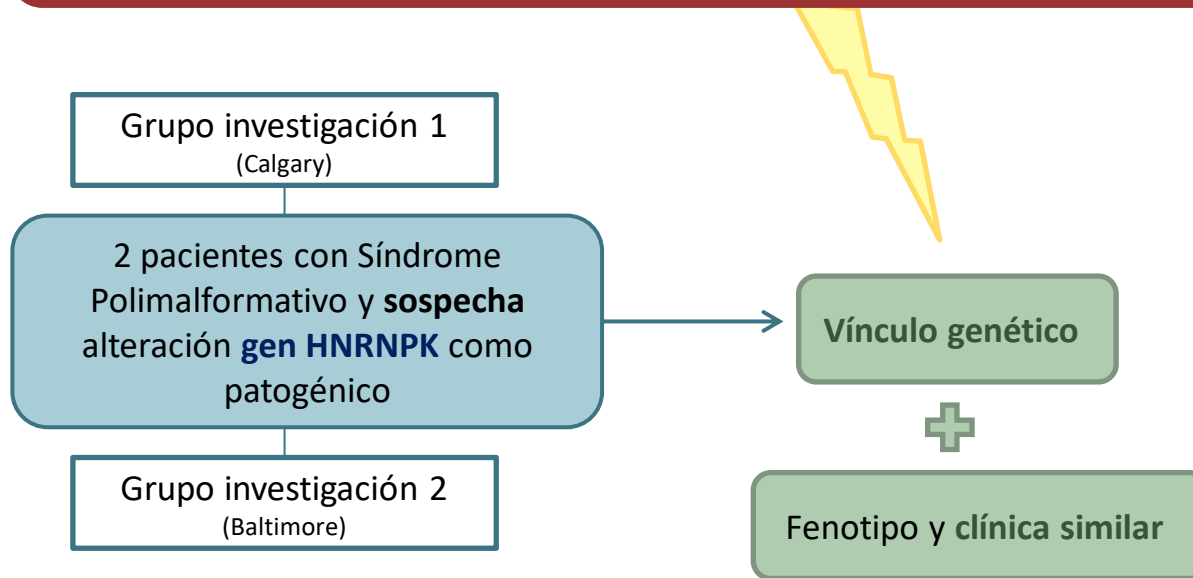 Grupo investigación 1
(Calgary)
2 pacientes con Síndrome
Polimalformativo y sospecha
alteración gen HNRNPK como
patogénico
Grupo investigación 2
(Baltimore)
Vínculo genético
Fenotipo y clínica similar